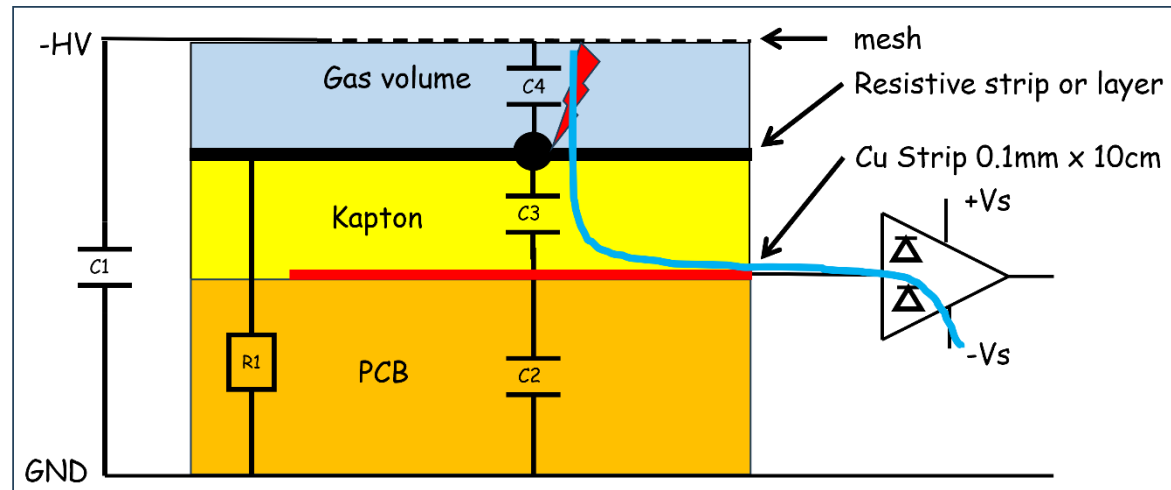 -HV
mesh
Gas volume
C4
Resistive strip or layer
Cu Strip 0.1mm x 10cm
+Vs
Kapton
C3
C1
R1
PCB
C2
-Vs
GND